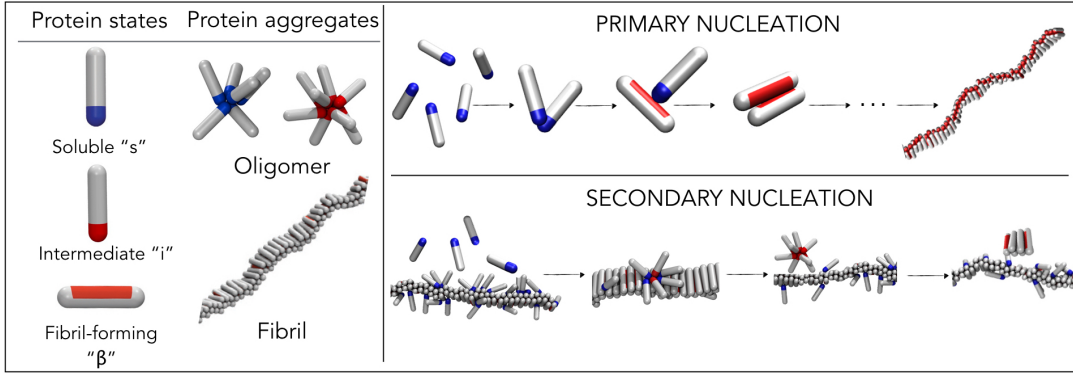 Protein states
Protein aggregates
Soluble “s”
Intermediate “i”
Fibril-forming
“β”
Oligomer
Fibril
PRIMARY NUCLEATION
...
SECONDARY NUCLEATION